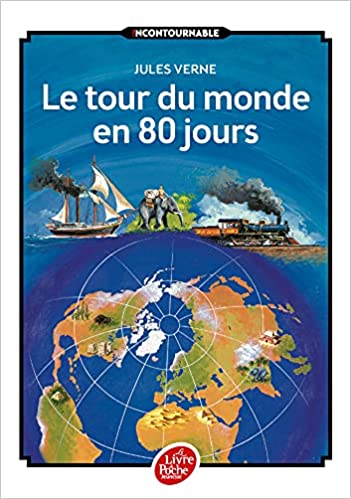 INCONTOURNABLE
JULES VERNE
Le tour du monde
en 80 jours
Le
Livre
de
Poche
JEUNESSE